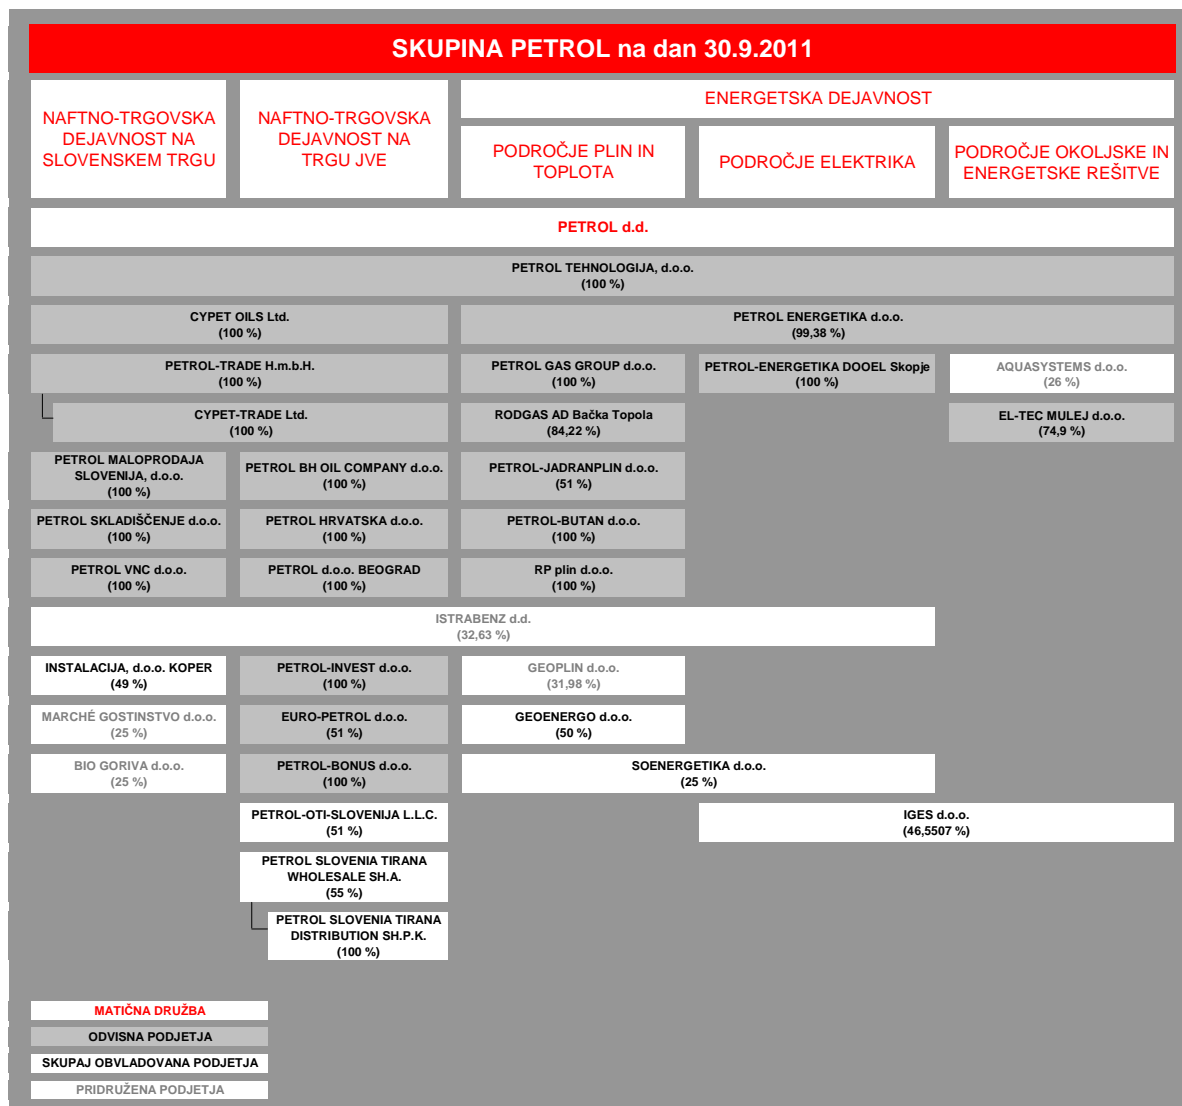 SKUPINA PETROL na dan 30.9.2011
NAFTNO-TRGOVSKA
DEJAVNOST NA
SLOVENSKEM TRGU
NAFTNO-TRGOVSKA
DEJAVNOST NA
TRGU JVE
ENERGETSKA DEJAVNOST
PODROČJE PLIN IN
TOPLOTA
PODROČJE ELEKTRIKA
PODROČJE OKOLJSKE IN
ENERGETSKE REŠITVE
PETROL d.d.
PETROL TEHNOLOGIJA, d.o.o.
(100 %)
CYPET OILS Ltd.
(100 %)
PETROL ENERGETIKA d.o.o.
(99,38 %)
PETROL-TRADE H.m.b.H.
(100 %)
PETROL GAS GROUP d.o.o.
(100 %)
PETROL-ENERGETIKA DOOEL Skopje
(100 %)
AQUASYSTEMS d.o.o.
(26 %)
CYPET-TRADE Ltd.
(100 %)
RODGAS AD Bačka Topola
(84,22 %)
EL-TEC MULEJ d.o.o.
(74,9 %)
PETROL MALOPRODAJA
SLOVENIJA, d.o.o.
(100 %)
PETROL BH OIL COMPANY d.o.o.
(100 %)
PETROL-JADRANPLIN d.o.o.
(51 %)
PETROL SKLADIŠČENJE d.o.o.
(100 %)
PETROL HRVATSKA d.o.o.
(100 %)
PETROL-BUTAN d.o.o.
(100 %)
PETROL VNC d.o.o.
(100 %)
PETROL d.o.o. BEOGRAD
(100 %)
RP plin d.o.o.
(100 %)
ISTRABENZ d.d.
(32,63 %)
INSTALACIJA, d.o.o. KOPER
(49 %)
PETROL-INVEST d.o.o.
(100 %)
GEOPLIN d.o.o.
(31,98 %)
MARCHÉ GOSTINSTVO d.o.o.
(25 %)
EURO-PETROL d.o.o.
(51 %)
GEOENERGO d.o.o.
(50 %)
BIO GORIVA d.o.o.
(25 %)
PETROL-BONUS d.o.o.
(100 %)
SOENERGETIKA d.o.o.
(25 %)
PETROL-OTI-SLOVENIJA L.L.C.
(51 %)
IGES d.o.o.
(46,5507 %)
PETROL SLOVENIA TIRANA
WHOLESALE SH.A.
(55 %)
PETROL SLOVENIA TIRANA
DISTRIBUTION SH.P.K.
(100 %)
MATIČNA DRUŽBA
ODVISNA PODJETJA
SKUPAJ OBVLADOVANA PODJETJA
PRIDRUŽENA PODJETJA